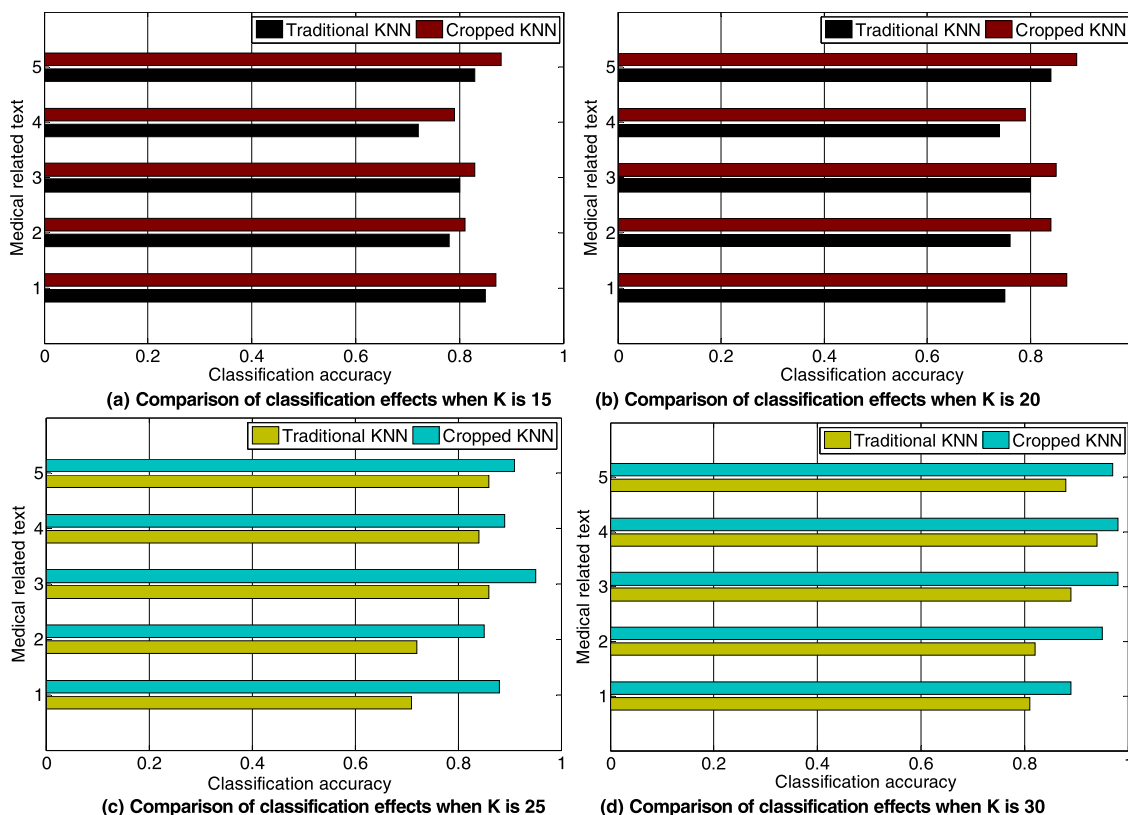 Traditional KNN Cropped KNN
Medical related text
5
4
3
2
1
0 0.2 0.4 0.6 0.8 1
Classification accuracy
(a) Comparison of classification effects when K is 15
Traditional KNN Cropped KNN
Medical related text
5
4
3
2
1
0 0.2 0.4 0.6 0.8
Classification accuracy
(b) Comparison of classification effects when K is 20
Traditional KNN Cropped KNN
Medical related text
5
4
3
2
1
0 0.2 0.4 0.6 0.8 1
Classification accuracy
(c) Comparison of classification effects when K is 25
Traditional KNN Cropped KNN
Medical related text
5
4
3
2
1
0 0.2 0.4 0.6 0.8 1
Classification accuracy
(d) Comparison of classification effects when K is 30